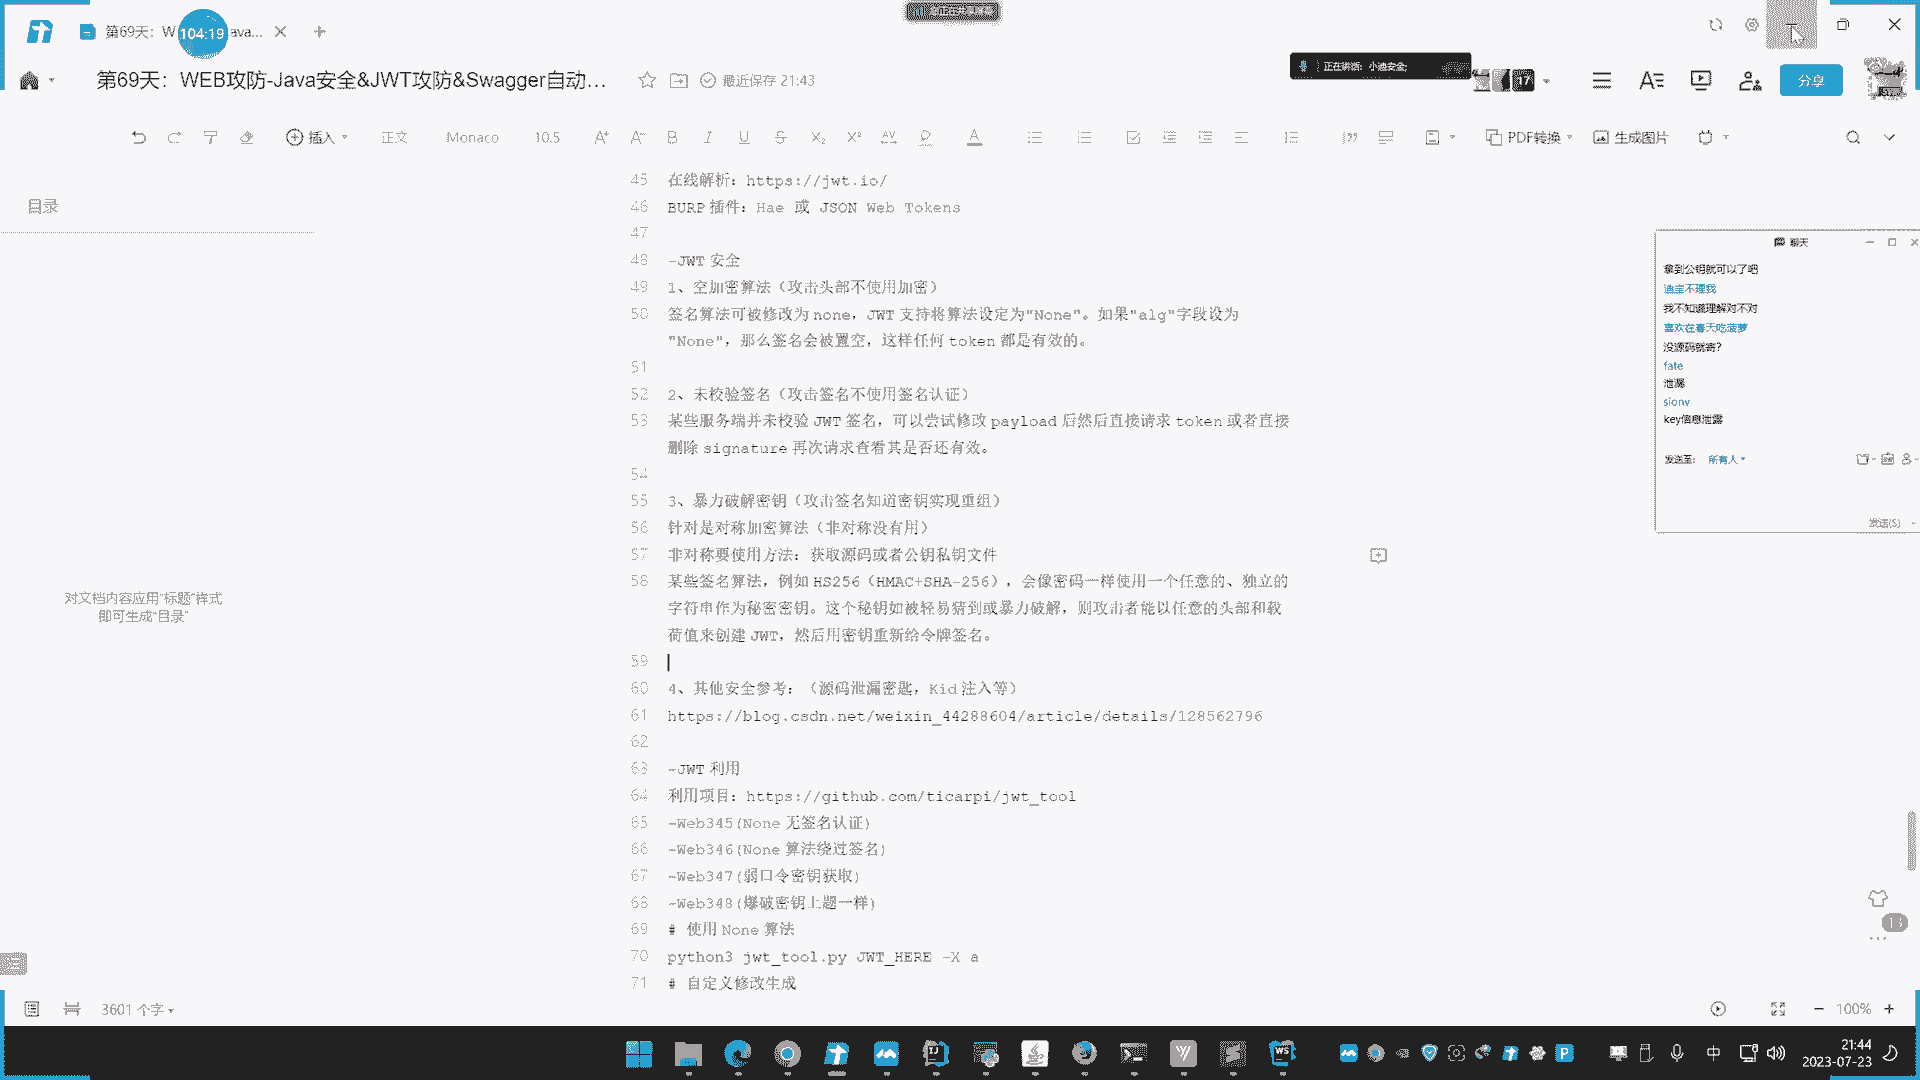 第69天：W
ava...
104:19
第69天：WEB攻防-Java安全&JWT攻防&Swagger自动...
最近保存 21:43
正在讲话: 小迪安全;
17
分享
插入
正文
Monaco
10.5
PDF转换
生成图片
目录
对文档内容应用"标题"样式
即可生成"目录"
45 在线解析：https://jwt.io/
46 BURP 插件：Hae 或 JSON Web Tokens
47
48 -JWT 安全
49 1、空加密算法（攻击头部不使用加密）
50 签名算法可被修改为 none，JWT 支持将算法设定为"None"。如果"alg"字段设为
"None"，那么签名会被置空，这样任何 token 都是有效的。
51
52 2、未校验签名（攻击签名不使用签名认证）
53 某些服务端并未校验 JWT 签名，可以尝试修改 payload 后然后直接请求 token 或者直接
删除 signature 再次请求查看其是否还有效。
54
55 3、暴力破解密钥（攻击签名知道密钥实现重组）
56 针对是对称加密算法（非对称没有用）
57 非对称要使用方法：获取源码或者公钥私钥文件
58 某些签名算法，例如 HS256（HMAC+SHA-256），会像密码一样使用一个任意的、独立的
字符串作为秘密密钥。这个秘钥如被轻易猜到或暴力破解，则攻击者能以任意的头部和载
荷值来创建 JWT，然后用密钥重新给令牌签名。
59
60 4、其他安全参考：（源码泄漏密匙，Kid 注入等）
61 https://blog.csdn.net/weixin_44288604/article/details/128562796
62
63 -JWT 利用
64 利用项目：https://github.com/ticarpi/jwt_tool
65 -Web345(None 无签名认证)
66 -Web346(None 算法绕过签名)
67 -Web347(弱口令密钥获取)
68 -Web348(爆破密钥上题一样)
69 # 使用 None 算法
70 python3 jwt_tool.py JWT_HERE -X a
71 # 自定义修改生成
聊天
拿到公钥就可以了吧
迪宝不理我
我不知道理解对不对
喜欢在春天吃菠萝
没源码就寄?
fate
泄漏
siony
key信息泄露
发送至: 所有人
发送(S)
13
3601 个字
100%
中
21:44
2023-07-23